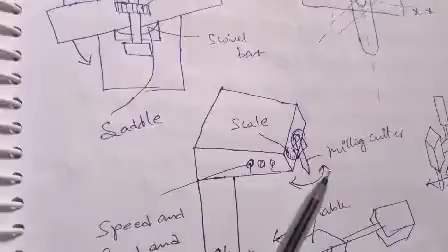 Swivel
bar
x-x
Saddle
Scale
Milling cutter
Speed and